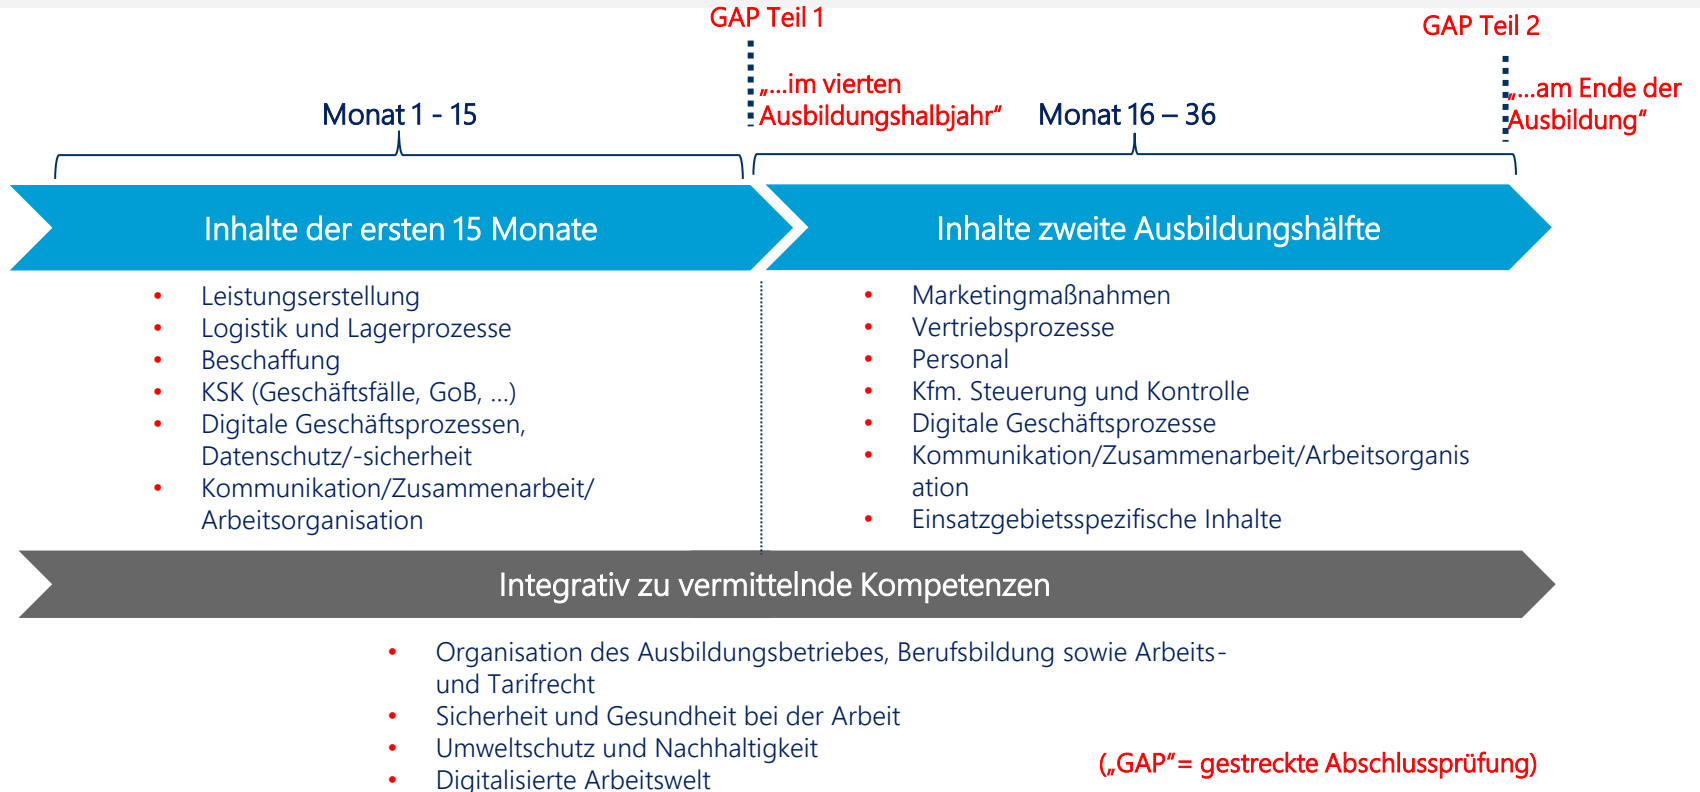 GAP Teil 1
GAP Teil 2
„...im vierten
Ausbildungshalbjahr“
„...am Ende der
Ausbildung“
Monat 1 - 15
Monat 16 – 36
Inhalte der ersten 15 Monate
Inhalte zweite Ausbildungshälfte
• Leistungserstellung
• Logistik und Lagerprozesse
• Beschaffung
• KSK (Geschäftsfälle, GoB, ...)
• Digitale Geschäftsprozessen,
Datenschutz/-sicherheit
• Kommunikation/Zusammenarbeit/
Arbeitsorganisation
• Marketingmaßnahmen
• Vertriebsprozesse
• Personal
• Kfm. Steuerung und Kontrolle
• Digitale Geschäftsprozesse
• Kommunikation/Zusammenarbeit/Arbeitsorganis
ation
• Einsatzgebietsspezifische Inhalte
Integrativ zu vermittelnde Kompetenzen
• Organisation des Ausbildungsbetriebes, Berufsbildung sowie Arbeits-
und Tarifrecht
• Sicherheit und Gesundheit bei der Arbeit
• Umweltschutz und Nachhaltigkeit
• Digitalisierte Arbeitswelt
(„GAP“= gestreckte Abschlussprüfung)